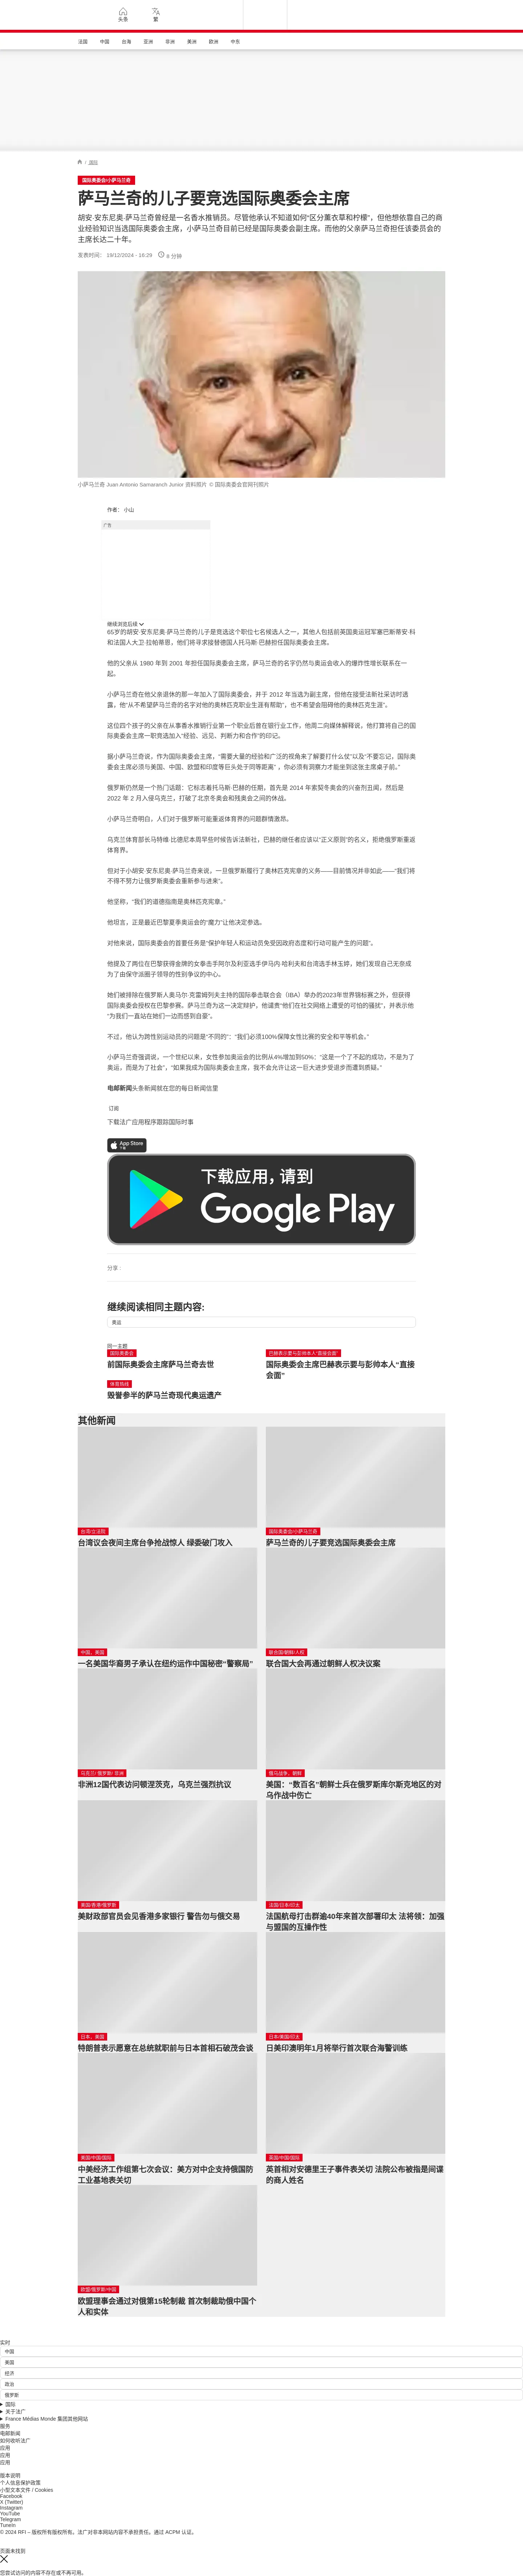 头条
繁
法国
中国
台海
亚洲
非洲
美洲
欧洲
中东
/ 国际
国际奥委会/小萨马兰奇
萨马兰奇的儿子要竞选国际奥委会主席
胡安·安东尼奥·萨马兰奇曾经是一名香水推销员。尽管他承认不知道如何“区分薰衣草和柠檬”，但他想依靠自己的商业经验知识当选国际奥委会主席，小萨马兰奇目前已经是国际奥委会副主席。而他的父亲萨马兰奇担任该委员会的主席长达二十年。
发表时间： 19/12/2024 - 16:29
4 分钟
小萨马兰奇 Juan Antonio Samaranch Junior 资料照片 © 国际奥委会官网刊照片
作者： 小山
广告
继续浏览后续
65岁的胡安·安东尼奥·萨马兰奇的儿子是竞选这个职位七名候选人之一，其他人包括前英国奥运冠军塞巴斯蒂安·科和法国人大卫·拉帕蒂恩，他们将寻求接替德国人托马斯·巴赫担任国际奥委会主席。
他的父亲从 1980 年到 2001 年担任国际奥委会主席，萨马兰奇的名字仍然与奥运会收入的爆炸性增长联系在一起。
小萨马兰奇在他父亲退休的那一年加入了国际奥委会，并于 2012 年当选为副主席，但他在接受法新社采访时透露，他“从不希望萨马兰奇的名字对他的奥林匹克职业生涯有帮助”，也不希望会阻碍他的奥林匹克生涯”。
这位四个孩子的父亲在从事香水推销行业第一个职业后曾在银行业工作，他周二向媒体解释说，他打算将自己的国际奥委会主席一职竞选加入“经验、远见、判断力和合作”的印记。
据小萨马兰奇说，作为国际奥委会主席，“需要大量的经验和广泛的视角来了解要打什么仗”以及“不要忘记，国际奥委会主席必须与美国、中国、欧盟和印度等巨头处于同等距离” ，你必须有洞察力才能坐到这张主席桌子前。”
俄罗斯仍然是一个热门话题：它标志着托马斯·巴赫的任期，首先是 2014 年索契冬奥会的兴奋剂丑闻，然后是 2022 年 2 月入侵乌克兰，打破了北京冬奥会和残奥会之间的休战。
小萨马兰奇明白，人们对于俄罗斯可能重返体育界的问题群情激昂。
乌克兰体育部长马特维·比德尼本周早些时候告诉法新社，巴赫的继任者应该以“正义原则”的名义，拒绝俄罗斯重返体育界。
但对于小胡安·安东尼奥·萨马兰奇来说，一旦俄罗斯履行了奥林匹克宪章的义务——目前情况并非如此——“我们将不得不努力让俄罗斯奥委会重新参与进来”。
他坚称，“我们的道德指南是奥林匹克宪章。”
他坦言，正是最近巴黎夏季奥运会的“魔力”让他决定参选。
对他来说，国际奥委会的首要任务是“保护年轻人和运动员免受因政府态度和行动可能产生的问题”。
他提及了两位在巴黎获得金牌的女拳击手阿尔及利亚选手伊马内·哈利夫和台湾选手林玉婷，她们发现自己无奈成为了由保守派圈子领导的性别争议的中心。
她们被排除在俄罗斯人奥马尔·克雷姆列夫主持的国际拳击联合会（IBA）举办的2023年世界锦标赛之外，但获得国际奥委会授权在巴黎参赛。萨马兰奇为这一决定辩护，他谴责“他们在社交网络上遭受的可怕的骚扰”，并表示他“为我们一直站在她们一边而感到自豪”。
不过，他认为跨性别运动员的问题是“不同的”：“我们必须100%保障女性比赛的安全和平等机会。”
小萨马兰奇强调说，一个世纪以来，女性参加奥运会的比例从4%增加到50%：“这是一个了不起的成功，不是为了奥运，而是为了社会”，“如果我成为国际奥委会主席，我不会允许让这一巨大进步受退步而遭到质疑。”
电邮新闻头条新闻就在您的每日新闻信里
订阅
下载法广应用程序跟踪国际时事
App Store
下载
下载应用，请到
Google Play
分享 :
继续阅读相同主题内容:
奥运
同一主题
国际奥委会
前国际奥委会主席萨马兰奇去世
巴赫表示要与彭帅本人“直接会面”
国际奥委会主席巴赫表示要与彭帅本人“直接会面”
体育热线
毁誉参半的萨马兰奇现代奥运遗产
其他新闻
台湾/立法院
台湾议会夜间主席台争抢战惊人 绿委破门攻入
国际奥委会/小萨马兰奇
萨马兰奇的儿子要竞选国际奥委会主席
中国、美国
一名美国华裔男子承认在纽约运作中国秘密“警察局”
联合国/朝鲜/人权
联合国大会再通过朝鲜人权决议案
乌克兰/ 俄罗斯/ 亚洲
非洲12国代表访问顿涅茨克，乌克兰强烈抗议
俄乌战争、朝鲜
美国：“数百名”朝鲜士兵在俄罗斯库尔斯克地区的对乌作战中伤亡
美国/香港/俄罗斯
美财政部官员会见香港多家银行 警告勿与俄交易
法国/日本/印太
法国航母打击群逾40年来首次部署印太 法将领：加强与盟国的互操作性
日本、美国
特朗普表示愿意在总统就职前与日本首相石破茂会谈
日本/美国/印太
日美印澳明年1月将举行首次联合海警训练
美国/中国/国际
中美经济工作组第七次会议：美方对中企支持俄国防工业基地表关切
英国/中国/国际
英首相对安德里王子事件表关切 法院公布被指是间谍的商人姓名
欧盟/俄罗斯/中国
欧盟理事会通过对俄第15轮制裁 首次制裁助俄中国个人和实体
实时
中国
美国
经济
政治
俄罗斯
国际
关于法广
France Médias Monde 集团其他网站
服务
电邮新闻
如何收听法广
应用
应用
应用
版本说明
个人信息保护政策
小型文本文件 / Cookies
Facebook
X (Twitter)
Instagram
YouTube
Telegram
TuneIn
© 2024 RFI – 版权所有版权所有。法广对非本网站内容不承担责任。通过 ACPM 认证。
页面未找到
您尝试访问的内容不存在或不再可用。